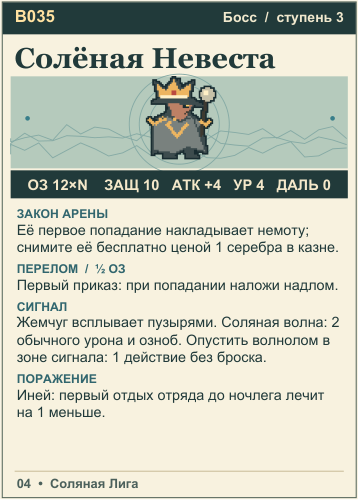 B035
Босс / ступень 3
Солёная Невеста
ОЗ 12×N ЗАЩ 10 АТК +4 УР 4 ДАЛЬ 0
ЗАКОН АРЕНЫ
Её первое попадание накладывает немоту;
снимите её бесплатно ценой 1 серебра в казне.
ПЕРЕЛОМ / ½ ОЗ
Первый приказ: при попадании наложи надлом.
СИГНАЛ
Жемчуг всплывает пузырями. Соляная волна: 2
обычного урона и озноб. Опустить волнолом в
зоне сигнала: 1 действие без броска.
ПОРАЖЕНИЕ
Иней: первый отдых отряда до ночлега лечит
на 1 меньше.
04 • Соляная Лига